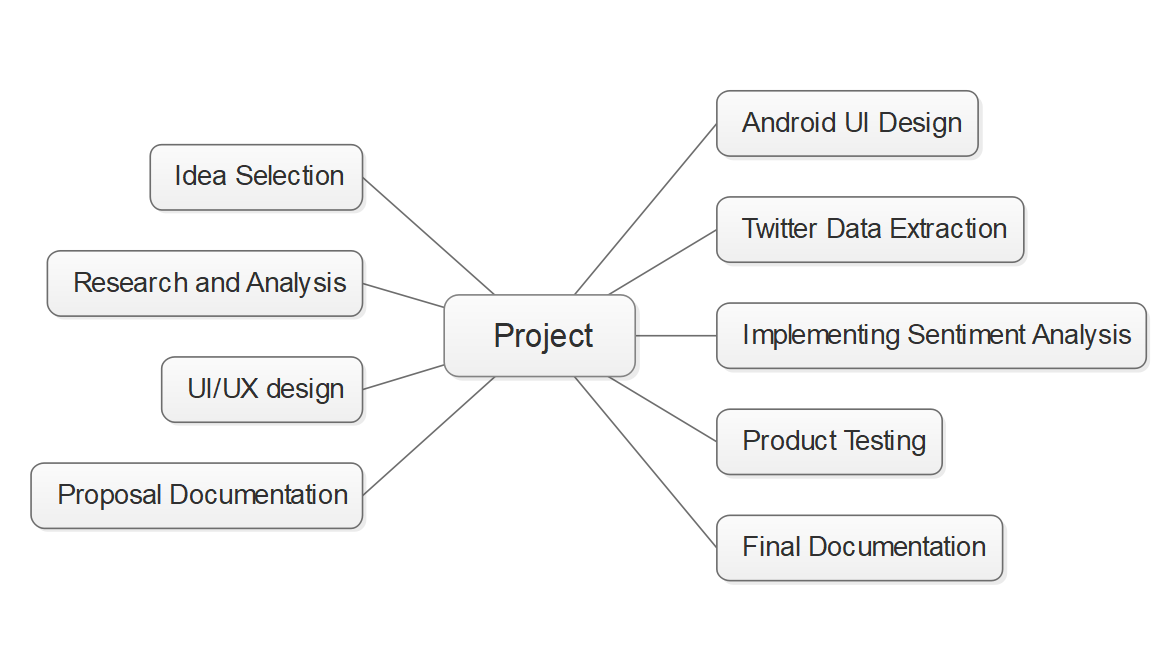 Idea Selection
Research and Analysis
UI/UX design
Proposal Documentation
Project
Android UI Design
Twitter Data Extraction
Implementing Sentiment Analysis
Product Testing
Final Documentation